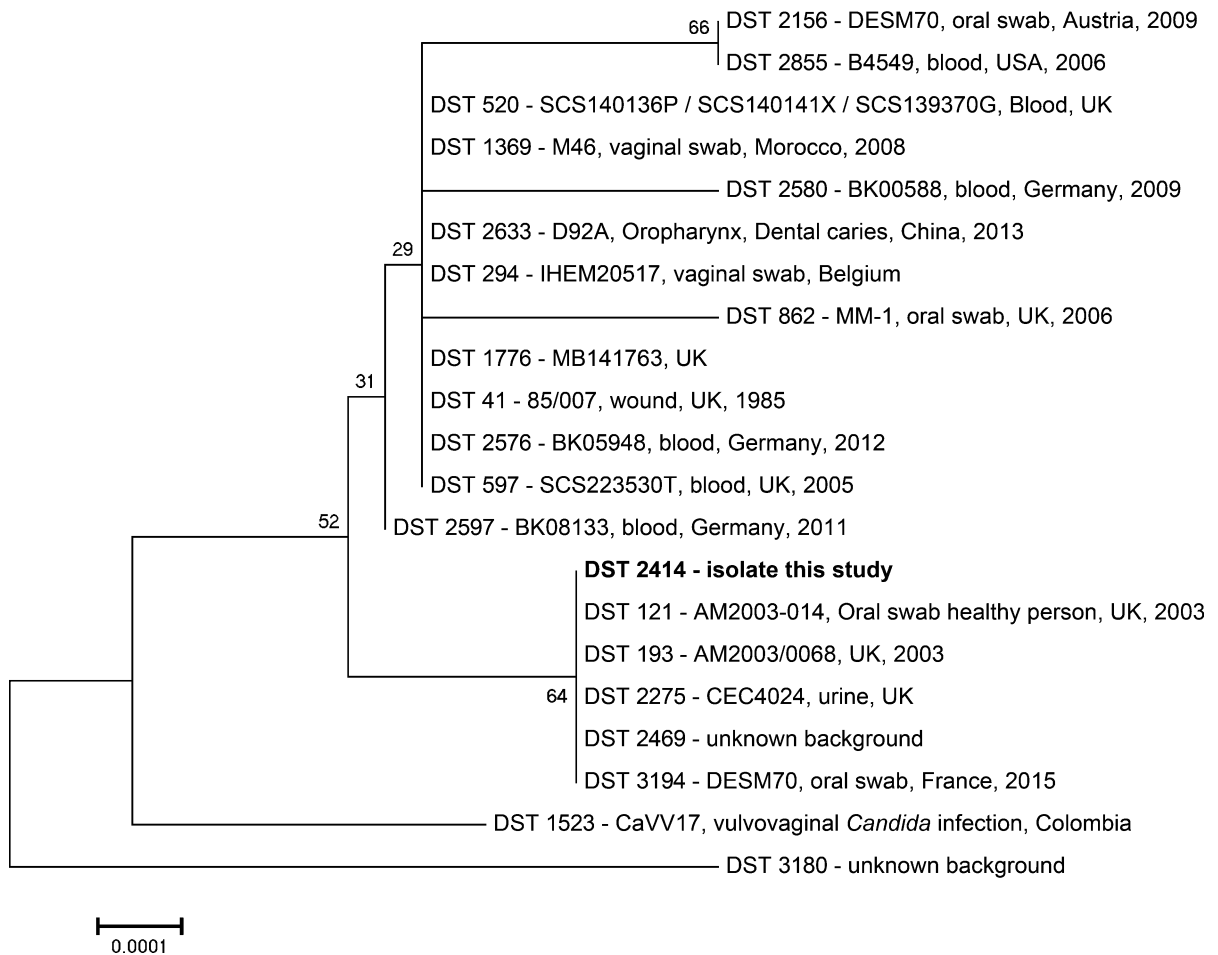 66
DST 2156 - DESM70, oral swab, Austria, 2009
DST 2855 - B4549, blood, USA, 2006
DST 520 - SCS140136P / SCS140141X / SCS139370G, Blood, UK
DST 1369 - M46, vaginal swab, Morocco, 2008
DST 2580 - BK00588, blood, Germany, 2009
DST 2633 - D92A, Oropharynx, Dental caries, China, 2013
29
DST 294 - IHEM20517, vaginal swab, Belgium
DST 862 - MM-1, oral swab, UK, 2006
DST 1776 - MB141763, UK
31
DST 41 - 85/007, wound, UK, 1985
DST 2576 - BK05948, blood, Germany, 2012
DST 597 - SCS223530T, blood, UK, 2005
52
DST 2597 - BK08133, blood, Germany, 2011
DST 2414 - isolate this study
DST 121 - AM2003-014, Oral swab healthy person, UK, 2003
DST 193 - AM2003/0068, UK, 2003
64
DST 2275 - CEC4024, urine, UK
DST 2469 - unknown background
DST 3194 - DESM70, oral swab, France, 2015
DST 1523 - CaVV17, vulvovaginal Candida infection, Colombia
DST 3180 - unknown background
0.0001